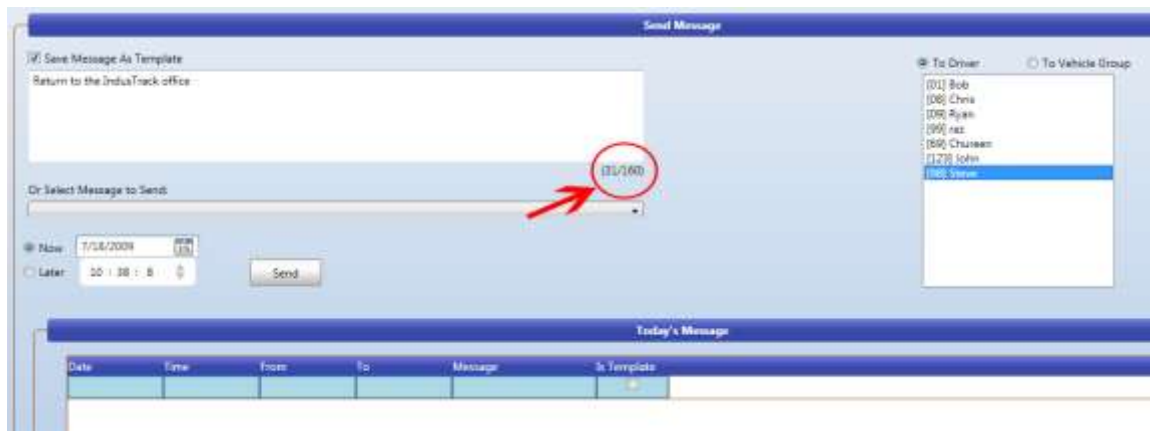 Send Message
Save Message As Template
Return to the IndusTrack office
(31/160)
Or Select Message to Send:
Now 7/18/2009
Later 10 : 38 : 8
Send
To Driver To Vehicle Group
[01] Bob
[08] Chris
[09] Ryan
[99] raz
[69] Chureen
[123] John
[98] Steve
Today's Message
Date Time From To Message Is Template